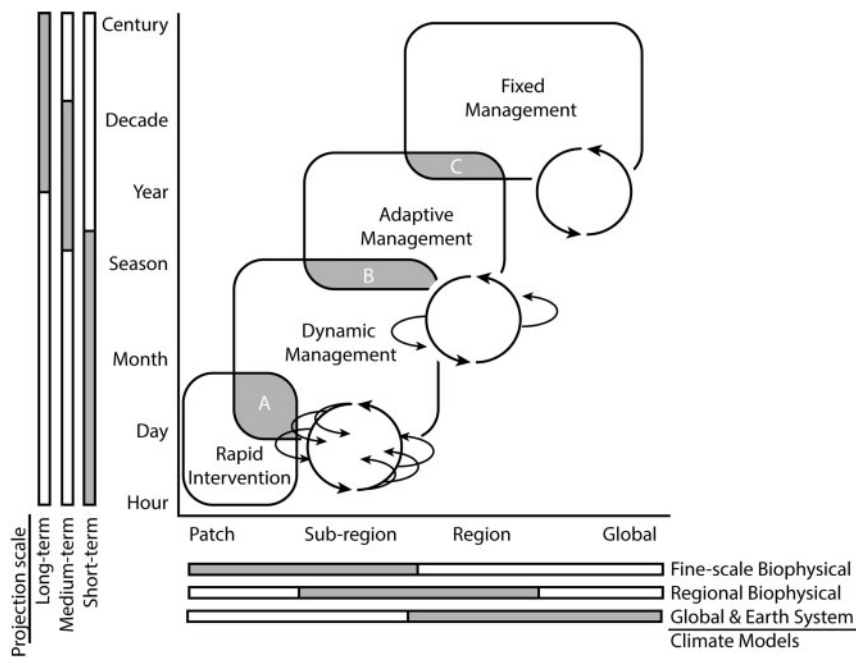 Century
Decade
Year
Season
Month
Day
Hour
Fixed
Management
C
Adaptive
Management
B
Dynamic
Management
A
Rapid
Intervention
Projection scale
Long-term
Medium-term
Short-term
Patch
Sub-region
Region
Global
Fine-scale Biophysical
Regional Biophysical
Global & Earth System
Climate Models